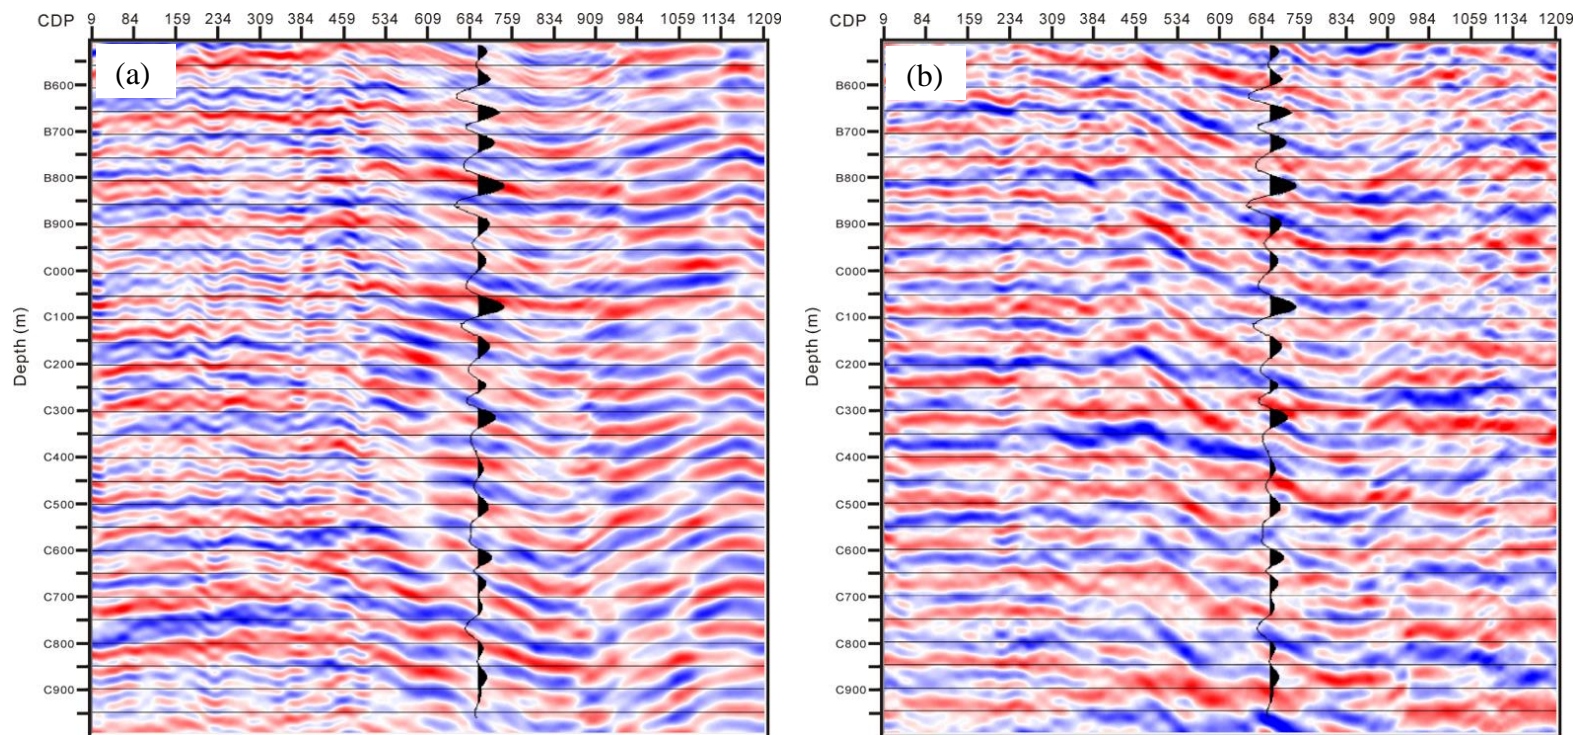 CDP 9 84 159 234 309 384 459 534 609 684 759 834 909 984 1059 1134 1209
(a)
B600
B700
B800
B900
C000
C100
C200
C300
C400
C500
C600
C700
C800
C900
Depth (m)
CDP 9 84 159 234 309 384 459 534 609 684 759 834 909 984 1059 1134 1209
(b)
B600
B700
B800
B900
C000
C100
C200
C300
C400
C500
C600
C700
C800
C900
Depth (m)